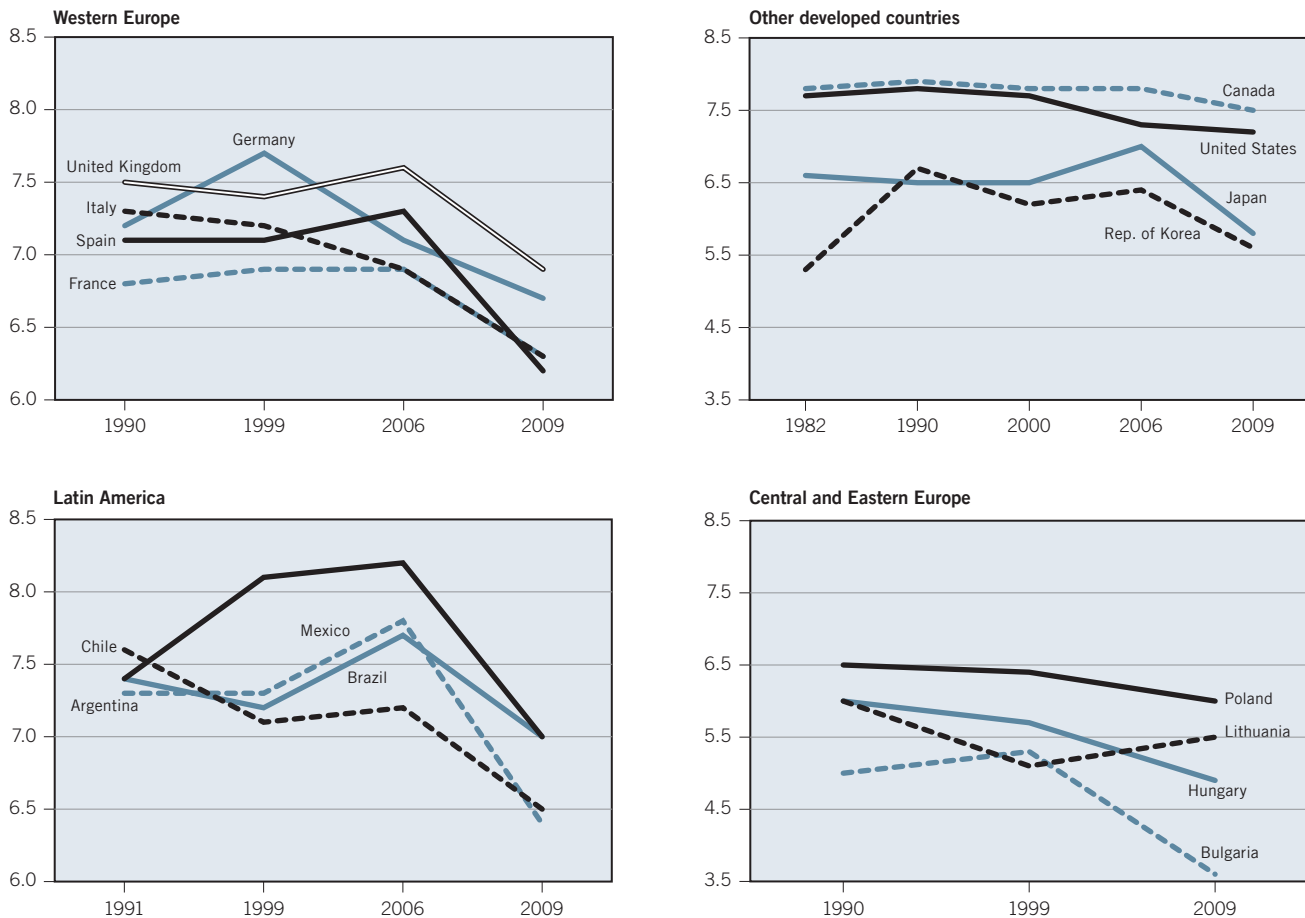 Western Europe
8.5
8.0
7.5
7.0
6.5
6.0
Germany
United Kingdom
Italy
Spain
France
1990 1999 2006 2009
Other developed countries
8.5
7.5
6.5
5.5
4.5
3.5
Canada
United States
Japan
Rep. of Korea
1982 1990 2000 2006 2009
Latin America
8.5
8.0
7.5
7.0
6.5
6.0
Chile
Mexico
Brazil
Argentina
1991 1999 2006 2009
Central and Eastern Europe
8.5
7.5
6.5
5.5
4.5
3.5
Poland
Lithuania
Hungary
Bulgaria
1990 1999 2009